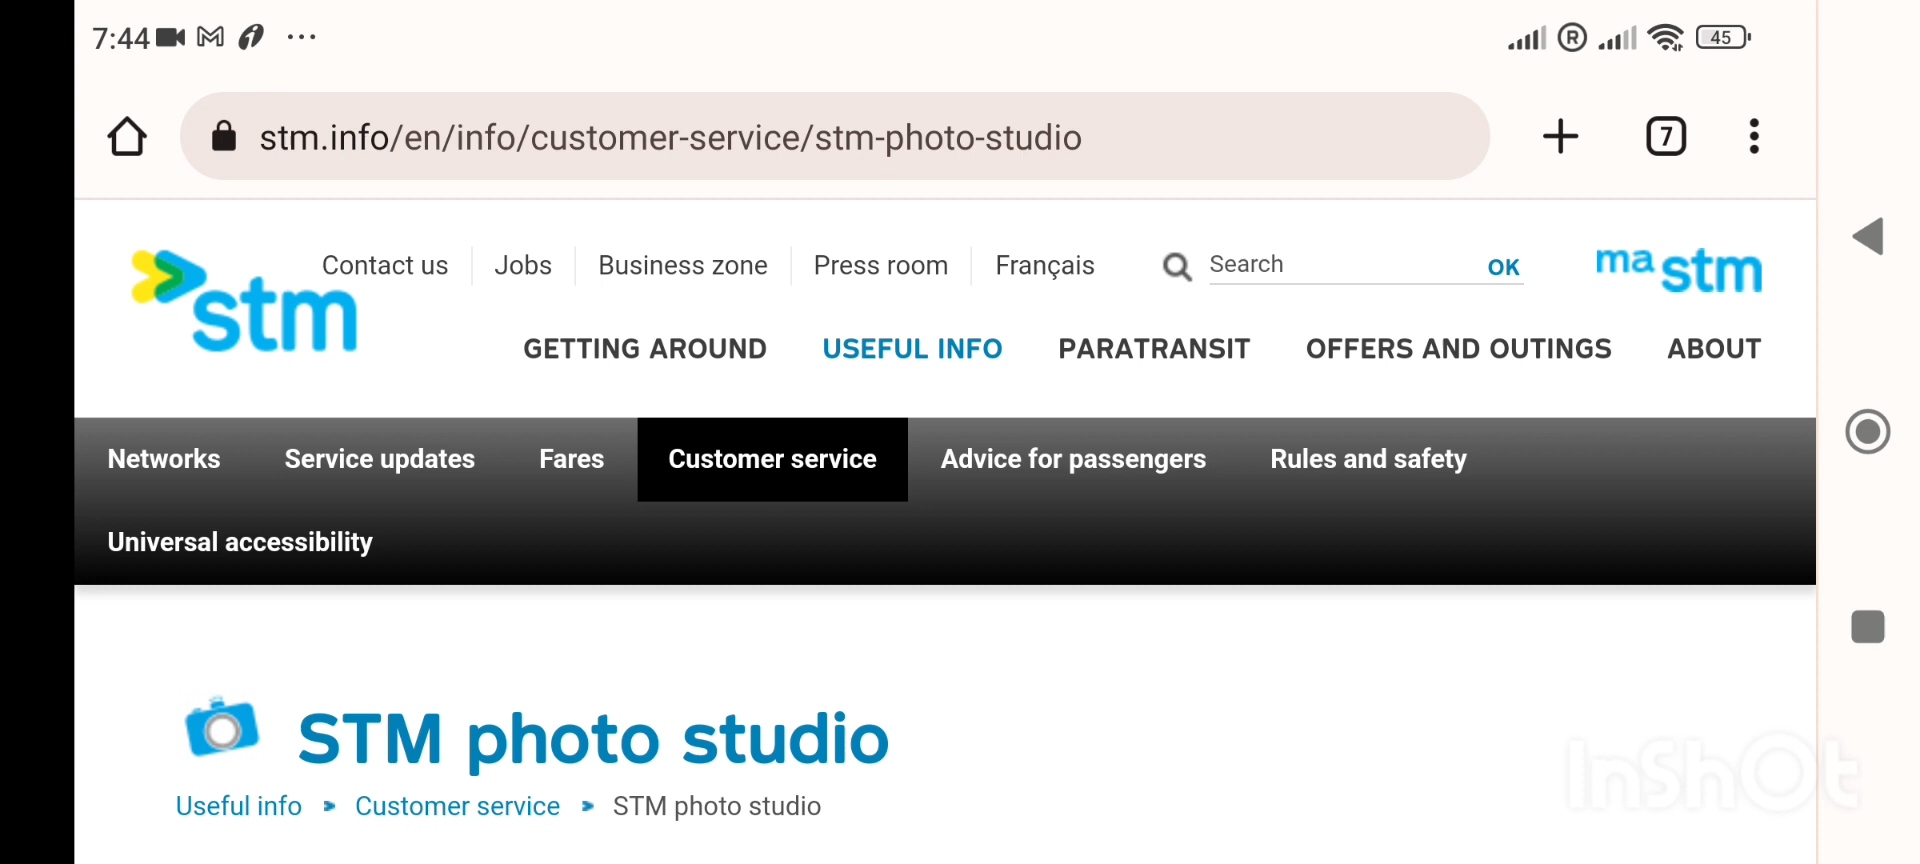 7:44 ··· R 45
stm.info/en/info/customer-service/stm-photo-studio 7
stm Contact us Jobs Business zone Press room Français Search OK ma stm
GETTING AROUND USEFUL INFO PARATRANSIT OFFERS AND OUTINGS ABOUT
Networks Service updates Fares Customer service Advice for passengers Rules and safety
Universal accessibility
STM photo studio
Useful info Customer service STM photo studio
InShOt